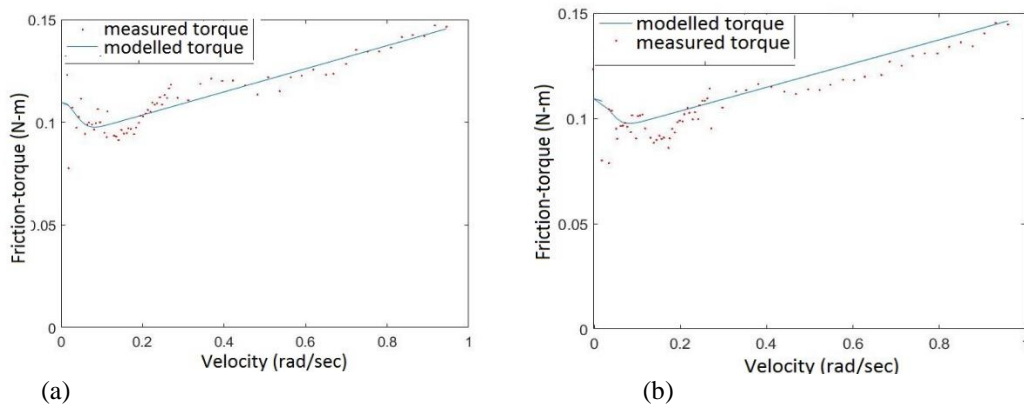 measured torque
modelled torque
0.15
0.1
0.05
0
Friction-torque (N-m)
0 0.2 0.4 0.6 0.8 1
Velocity (rad/sec)
(a)
modelled torque
measured torque
0.15
0.1
0.05
0
Friction-torque (N-m)
0 0.2 0.4 0.6 0.8 1
Velocity (rad/sec)
(b)